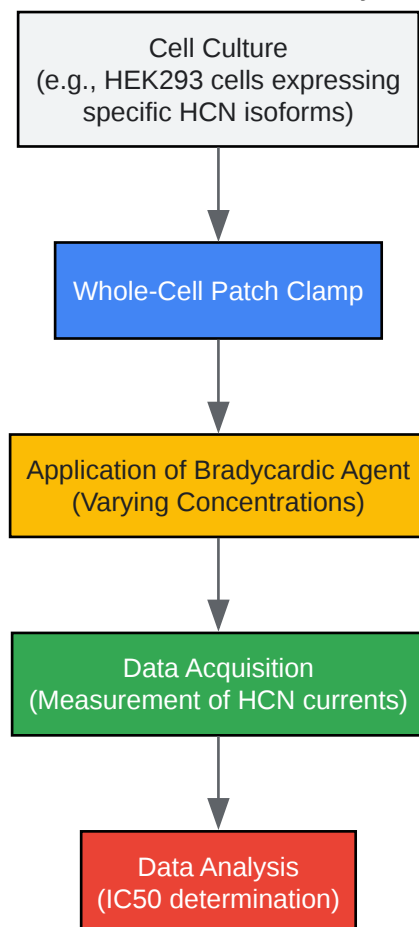 Cell Culture
(e.g., HEK293 cells expressing
specific HCN isoforms)
Whole-Cell Patch Clamp
Application of Bradycardic Agent
(Varying Concentrations)
Data Acquisition
(Measurement of HCN currents)
Data Analysis
(IC50 determination)